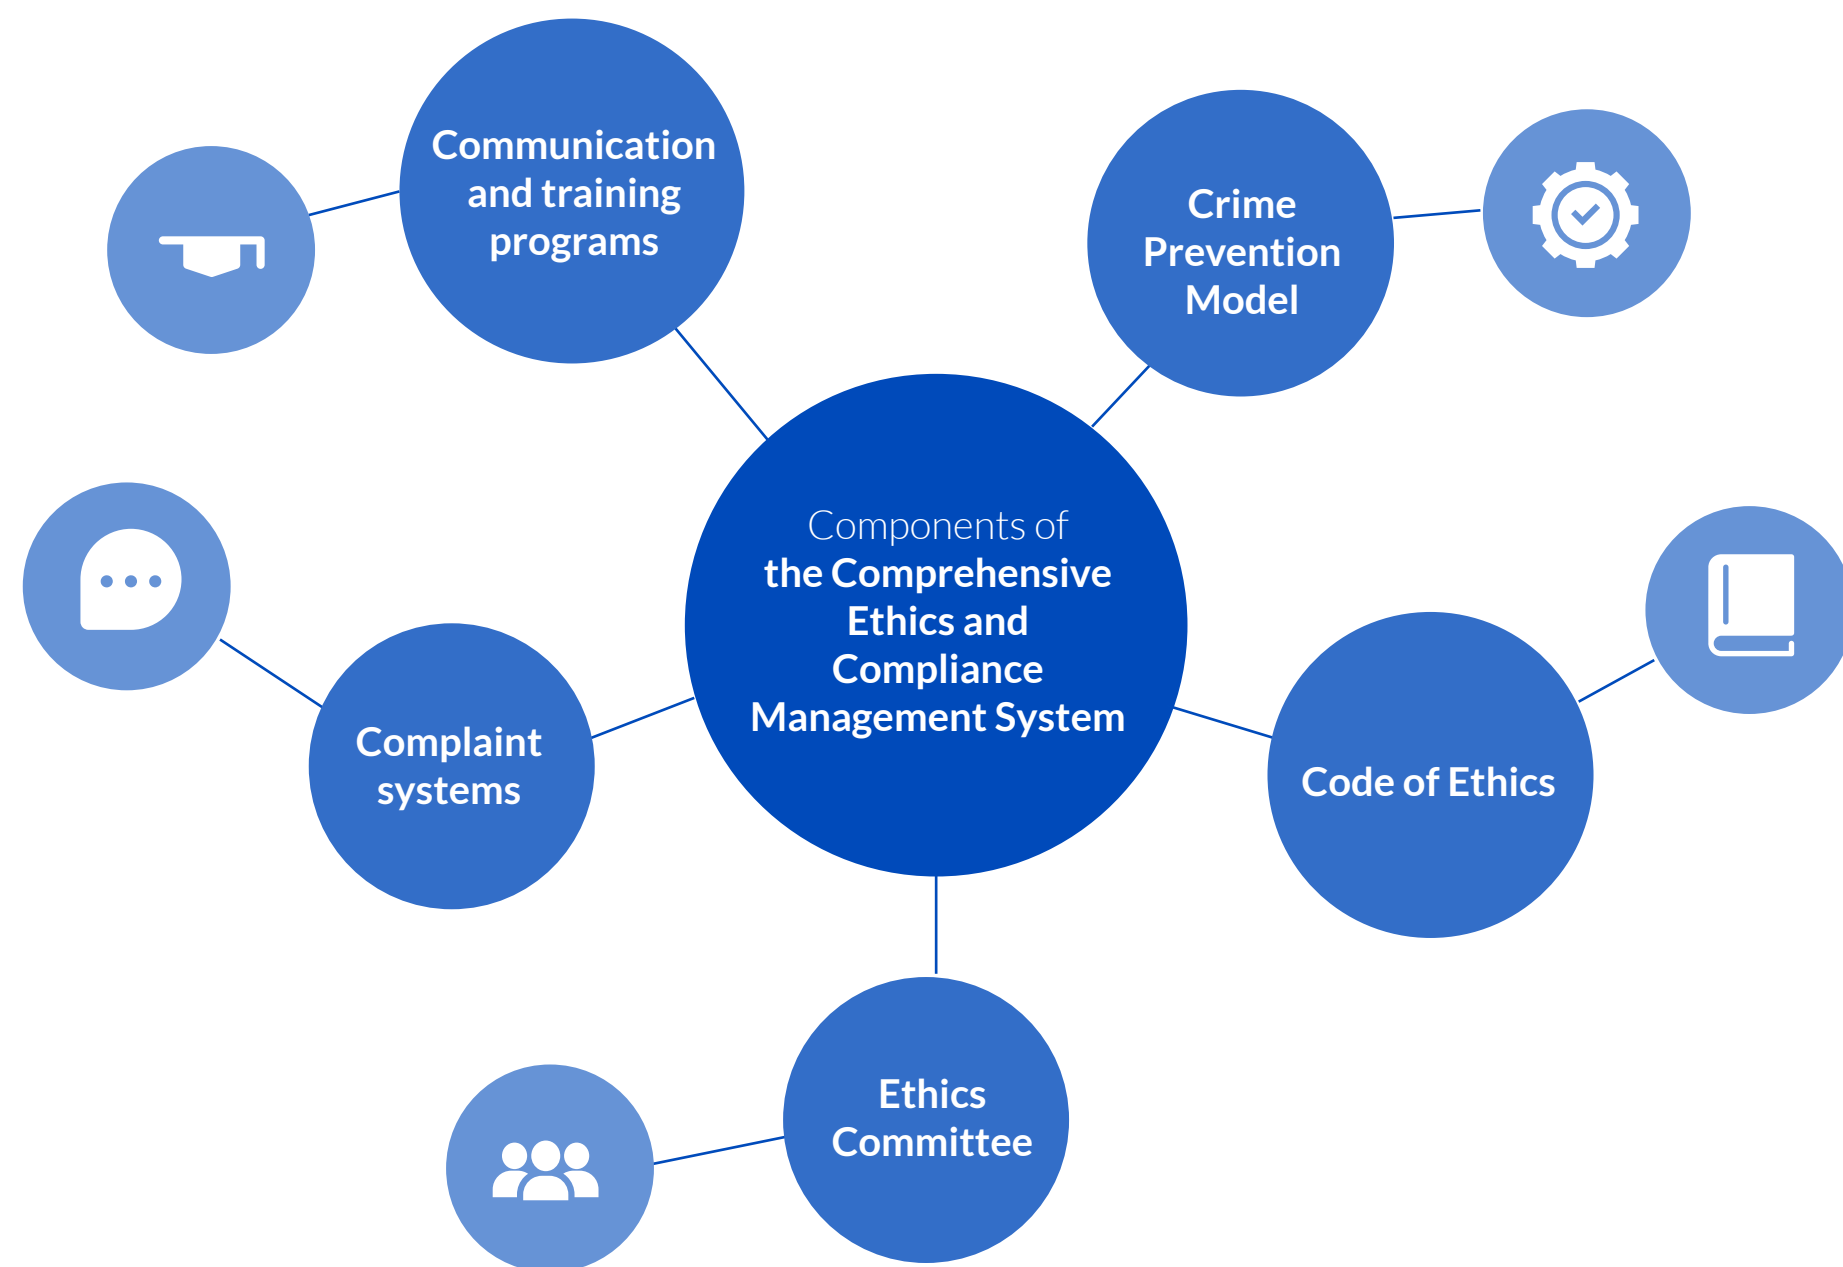 Communication
and training
programs
Crime
Prevention
Model
Components of
the Comprehensive
Ethics and
Compliance
Management System
Complaint
systems
Code of Ethics
Ethics
Committee